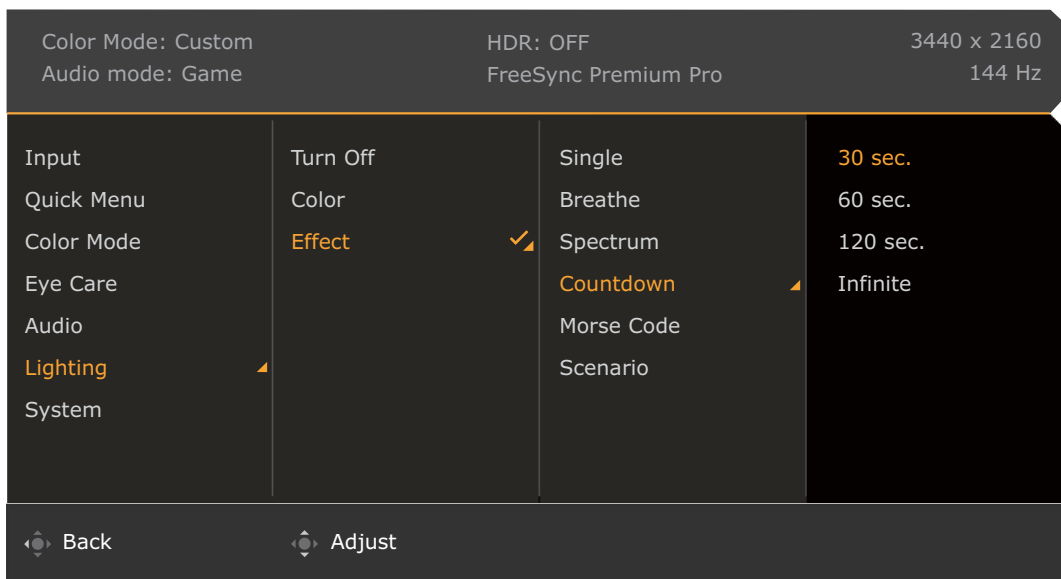 Color Mode: Custom
Audio mode: Game
HDR: OFF
FreeSync Premium Pro
3440 x 2160
144 Hz
Input
Quick Menu
Color Mode
Eye Care
Audio
Lighting
System
Turn Off
Color
Effect
Single
Breathe
Spectrum
Countdown
Morse Code
Scenario
30 sec.
60 sec.
120 sec.
Infinite
Back
Adjust